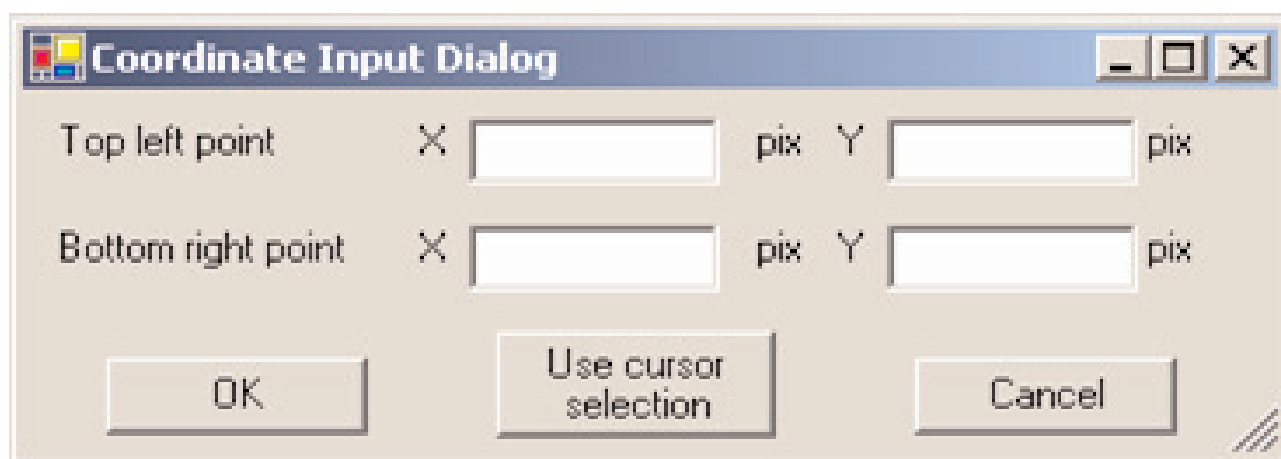 Coordinate Input Dialog
Top left point X pix Y pix
Bottom right point X pix Y pix
OK
Use cursor
selection
Cancel